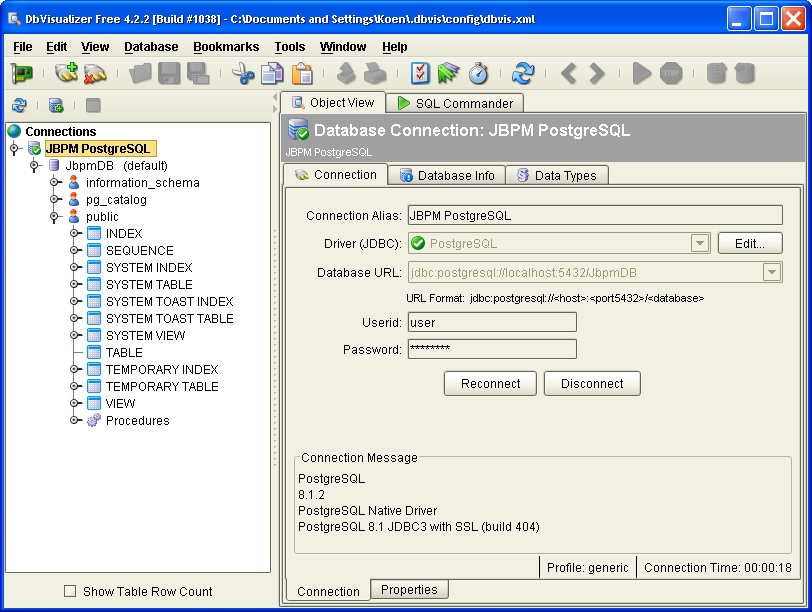 DbVisualizer Free 4.2.2 [Build #1038] - C:\Documents and Settings\Koen\.dbvis\config\dbvis.xml
File Edit View Database Bookmarks Tools Window Help
STOP
Object View SQL Commander
Connections
JBPM PostgreSQL
JbpmDB (default)
information_schema
pg_catalog
public
INDEX
SEQUENCE
SYSTEM INDEX
SYSTEM TABLE
SYSTEM TOAST INDEX
SYSTEM TOAST TABLE
SYSTEM VIEW
TABLE
TEMPORARY INDEX
TEMPORARY TABLE
VIEW
Procedures
Show Table Row Count
Database Connection: JBPM PostgreSQL
JBPM PostgreSQL
Connection Database Info Data Types
Connection Alias: JBPM PostgreSQL
Driver (JDBC): PostgreSQL Edit...
Database URL: jdbc:postgresql://localhost:5432/JbpmDB
URL Format: jdbc:postgresql://<host>:<port5432>/<database>
Userid: user
Password: ********
Reconnect Disconnect
Connection Message
PostgreSQL
8.1.2
PostgreSQL Native Driver
PostgreSQL 8.1 JDBC3 with SSL (build 404)
Profile: generic Connection Time: 00:00:18
Connection Properties